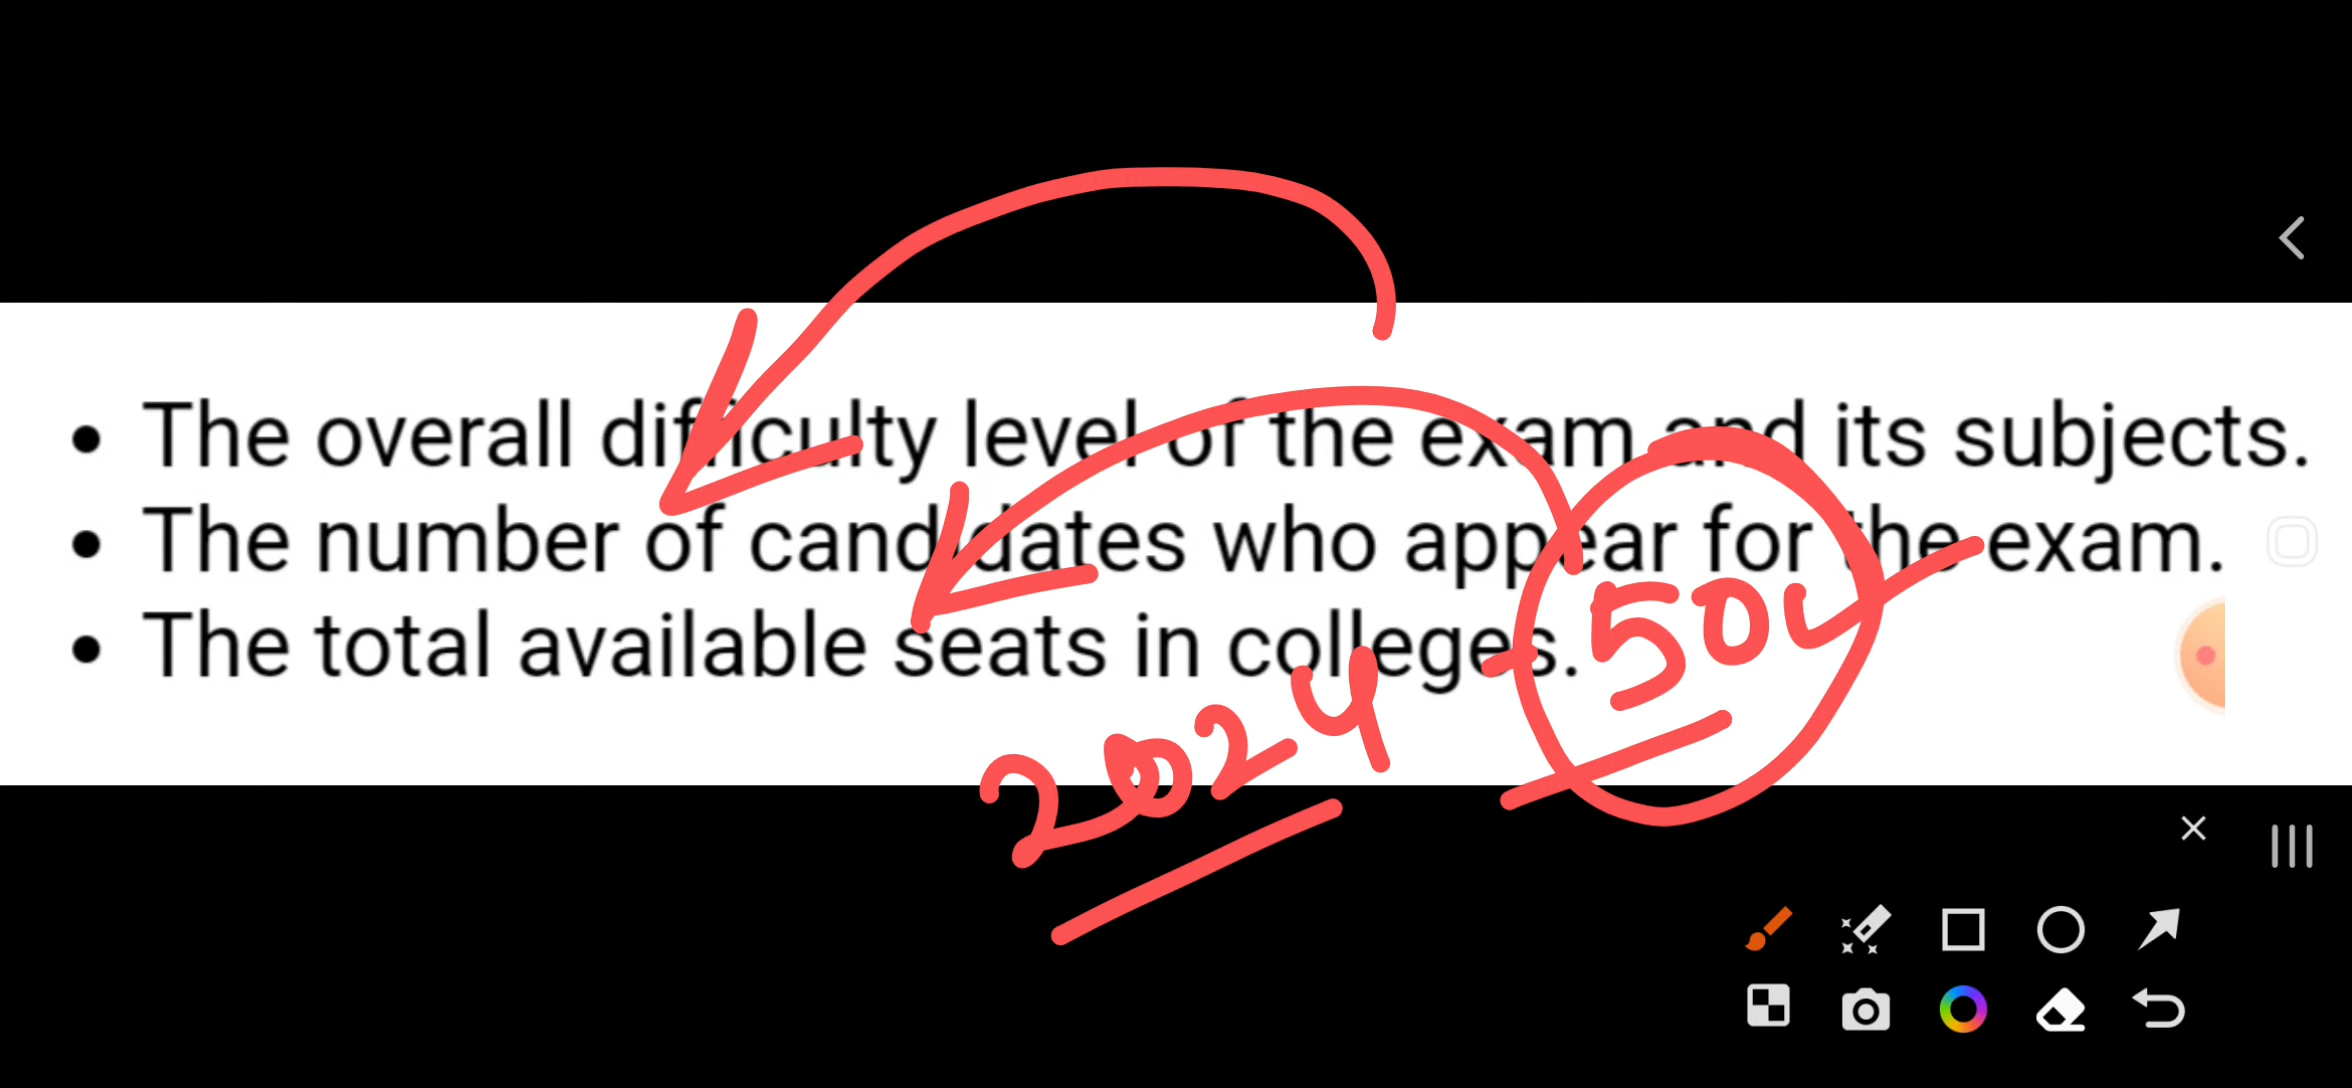 • The overall difficulty level of the exam and its subjects.
• The number of candidates who appear for the exam.
• The total available seats in colleges.
2024 - 50